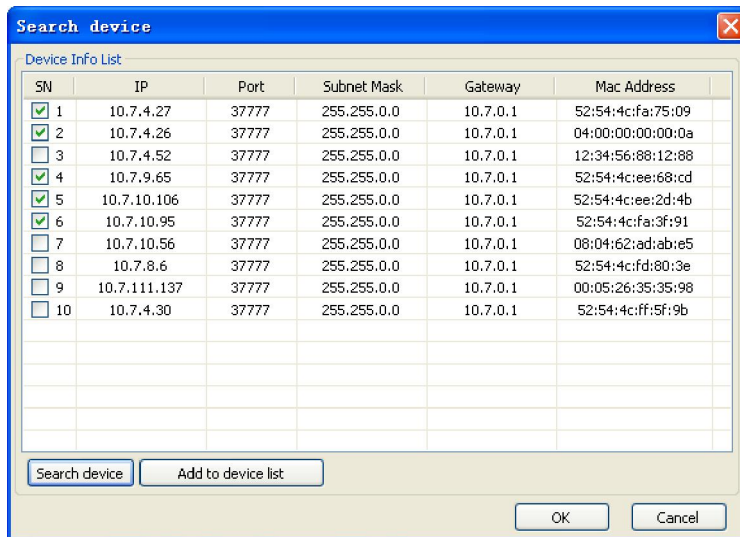 Search device
Device Info List
SN IP Port Subnet Mask Gateway Mac Address
1 10.7.4.27 37777 255.255.0.0 10.7.0.1 52:54:4c:fa:75:09
2 10.7.4.26 37777 255.255.0.0 10.7.0.1 04:00:00:00:00:0a
3 10.7.4.52 37777 255.255.0.0 10.7.0.1 12:34:56:88:12:88
4 10.7.9.65 37777 255.255.0.0 10.7.0.1 52:54:4c:ee:68:cd
5 10.7.10.106 37777 255.255.0.0 10.7.0.1 52:54:4c:ee:2d:4b
6 10.7.10.95 37777 255.255.0.0 10.7.0.1 52:54:4c:fa:3f:91
7 10.7.10.56 37777 255.255.0.0 10.7.0.1 08:04:62:ad:ab:e5
8 10.7.8.6 37777 255.255.0.0 10.7.0.1 52:54:4c:fd:80:3e
9 10.7.111.137 37777 255.255.0.0 10.7.0.1 00:05:26:35:35:98
10 10.7.4.30 37777 255.255.0.0 10.7.0.1 52:54:4c:ff:5f:9b
Search device Add to device list
OK Cancel